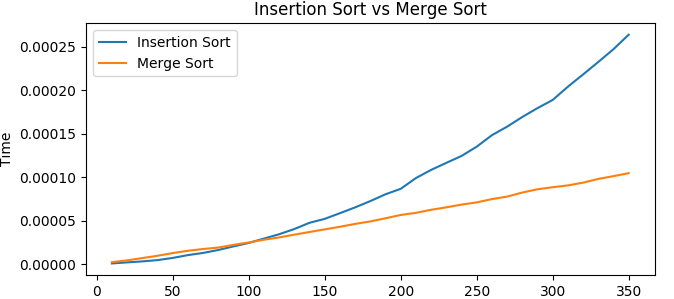 Insertion Sort vs Merge Sort
Insertion Sort
Merge Sort
Time
0.00025
0.00020
0.00015
0.00010
0.00005
0.00000
0 50 100 150 200 250 300 350